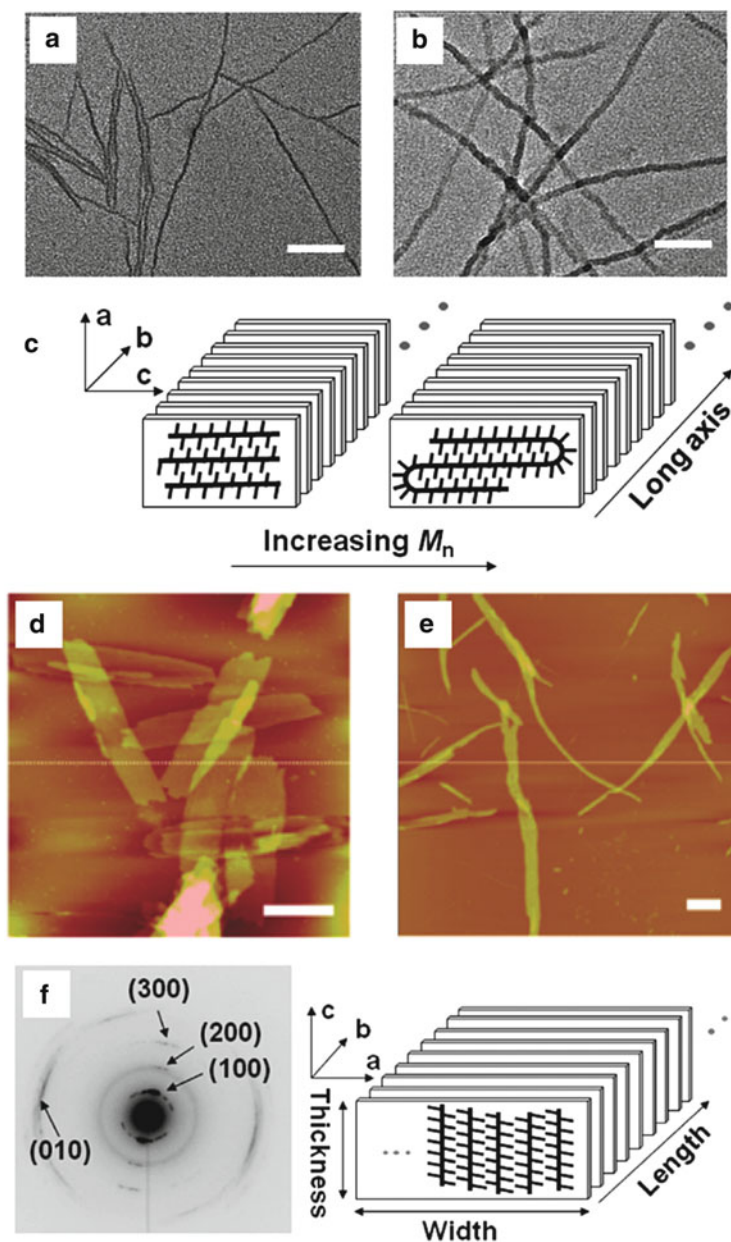 a
b
c
a
b
c
Long axis
Increasing Mn
d
e
f
(300)
(200)
(100)
(010)
c
b
a
Thickness
Length
Width